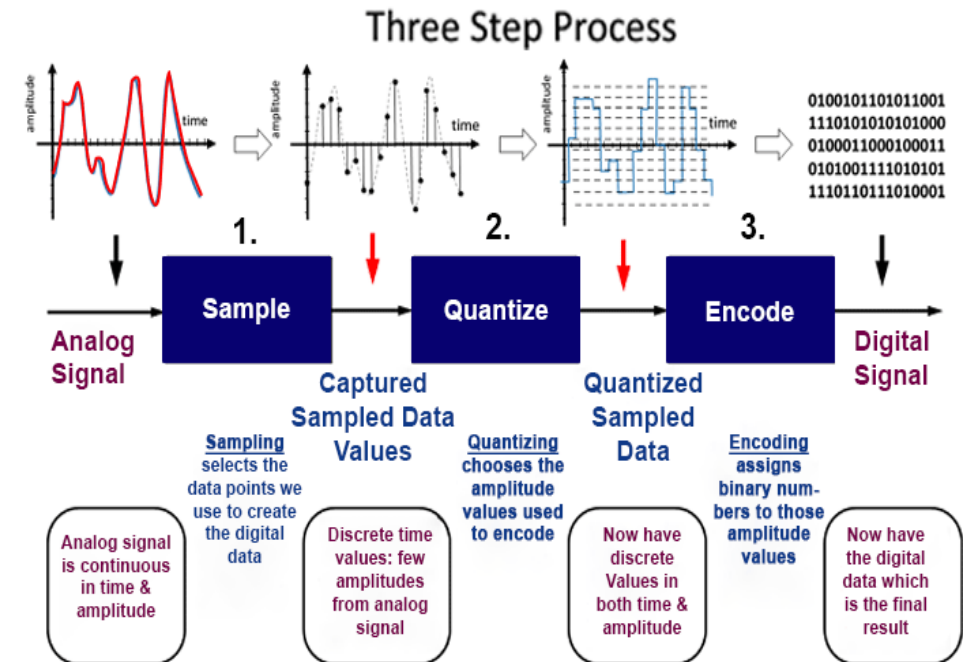 Three Step Process
amplitude
time
amplitude
time
amplitude
time
0100101101011001
1110101010101000
0100011000100011
0101001111010101
1110110111010001
1.
2.
3.
Sample
Quantize
Encode
Analog
Signal
Captured
Sampled Data
Values
Quantized
Sampled
Data
Digital
Signal
Sampling
selects the
data points we
use to create
the digital
data
Quantizing
chooses the
amplitude
values used
to encode
Encoding
assigns
binary num-
bers to those
amplitude
values
Analog signal
is continuous
in time &
amplitude
Discrete time
values: few
amplitudes
from analog
signal
Now have
discrete
Values in
both time &
amplitude
Now have
the digital
data which
is the final
result